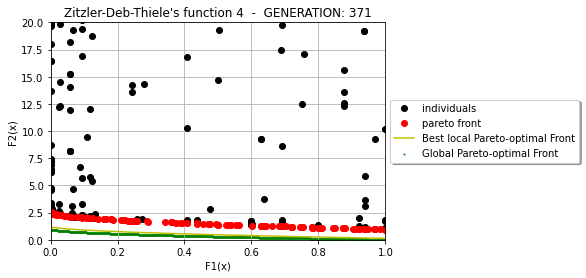 Zitzler-Deb-Thiele's function 4 - GENERATION: 371
20.0
17.5
15.0
12.5
10.0
7.5
5.0
2.5
0.0
F2(x)
0.0 0.2 0.4 0.6 0.8 1.0
F1(x)
individuals
pareto front
Best local Pareto-optimal Front
Global Pareto-optimal Front